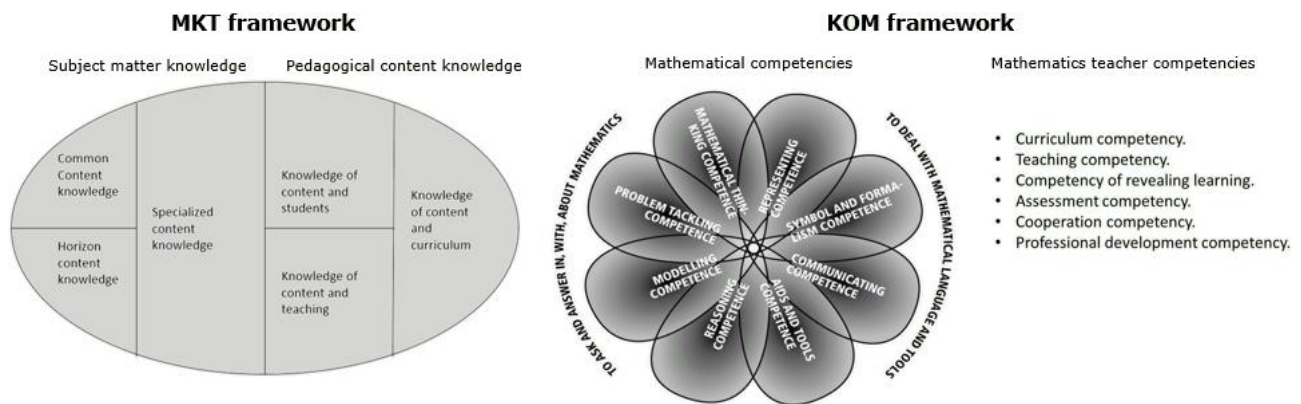 MKT framework
KOM framework
Subject matter knowledge
Pedagogical content knowledge
Mathematical competencies
Mathematics teacher competencies
Common
Content
knowledge
Horizon
content
knowledge
Specialized
content
knowledge
Knowledge of
content and
students
Knowledge of
content and
teaching
Knowledge
of content
and
curriculum
TO ASK AND ANSWER IN, WITH, ABOUT MATHEMATICS
MATHEMATICAL THIN-
KING COMPETENCE
PROBLEM TACKLING
COMPETENCE
MODELLING
COMPETENCE
REASONING
COMPETENCE
REPRESENTING
COMPETENCE
SYMBOL AND FORMA-
LISM COMPETENCE
COMMUNICATING
COMPETENCE
AIDS AND TOOLS
COMPETENCE
TO DEAL WITH MATHEMATICAL LANGUAGE AND TOOLS
• Curriculum competency.
• Teaching competency.
• Competency of revealing learning.
• Assessment competency.
• Cooperation competency.
• Professional development competency.